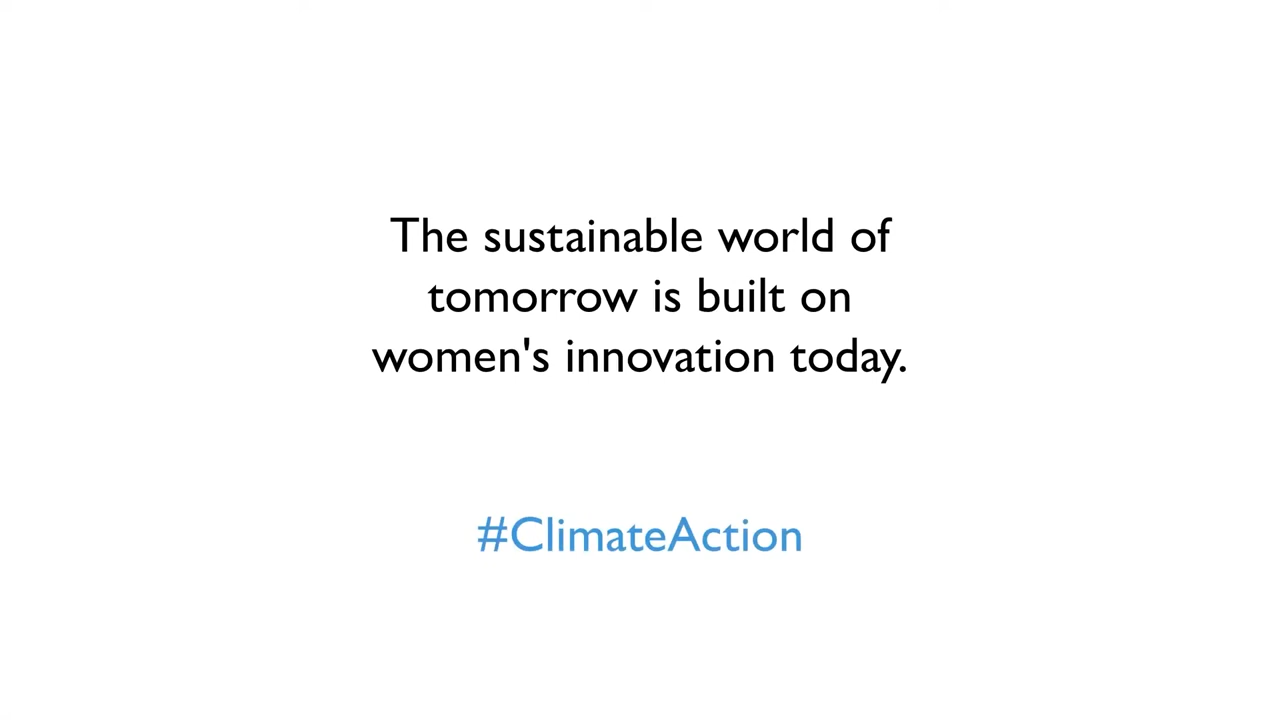 The sustainable world of
tomorrow is built on
women's innovation today.
#ClimateAction